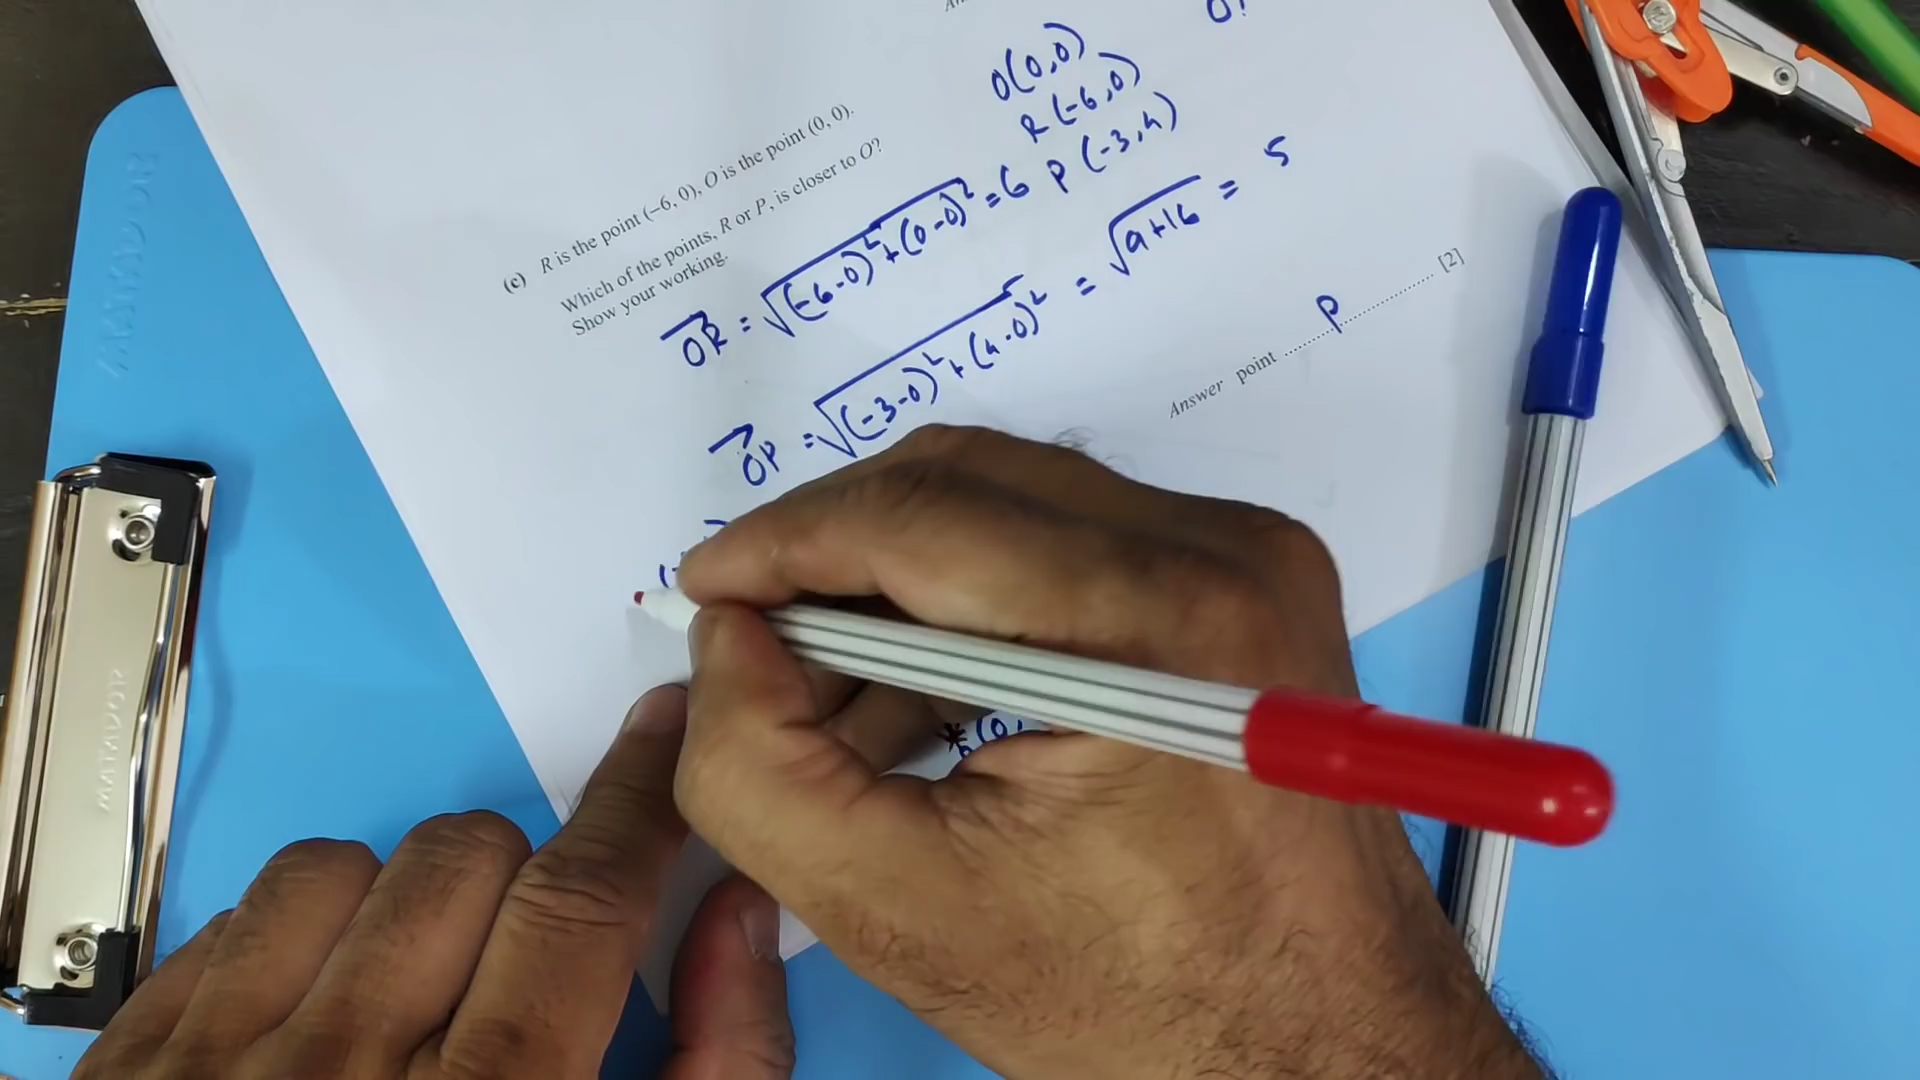 O(0,0)
R(-6,0)
P(-3,4)
(c) R is the point (–6, 0), O is the point (0, 0).
Which of the points, R or P, is closer to O?
Show your working.
OR = √(-6-0)²+(0-0)² = 6
OP = √(-3-0)²+(4-0)² = √9+16 = 5
Answer point ........ P ........ [2]
*(0,
MATADOR
MATADOR